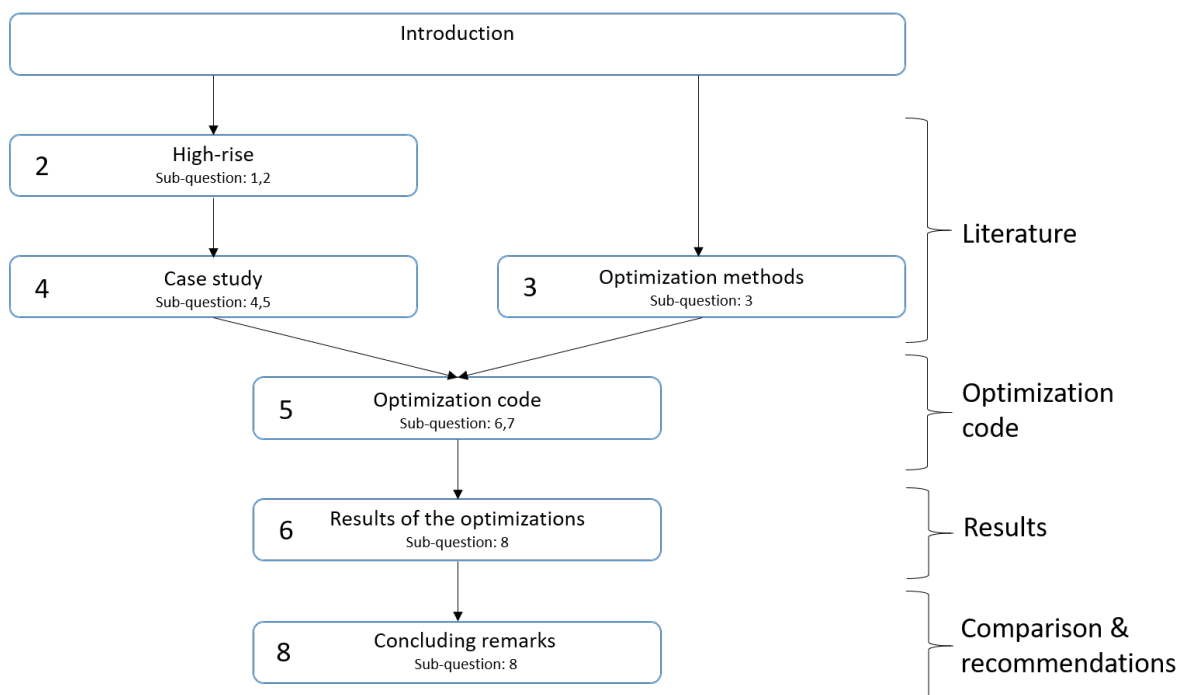 Introduction
2
High-rise
Sub-question: 1,2
4
Case study
Sub-question: 4,5
3
Optimization methods
Sub-question: 3
Literature
5
Optimization code
Sub-question: 6,7
Optimization
code
6
Results of the optimizations
Sub-question: 8
Results
8
Concluding remarks
Sub-question: 8
Comparison &
recommendations